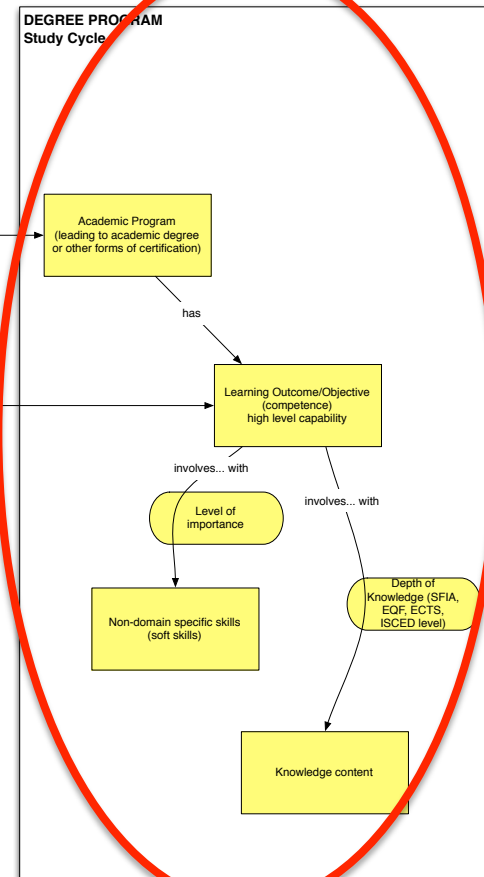 DEGREE PROGRAM
Study Cycle
Academic Program
(leading to academic degree
or other forms of certification)
has
Learning Outcome/Objective
(competence)
high level capability
involves... with
involves... with
Level of
importance
Depth of
Knowledge (SFIA,
EQF, ECTS,
ISCED level)
Non-domain specific skills
(soft skills)
Knowledge content